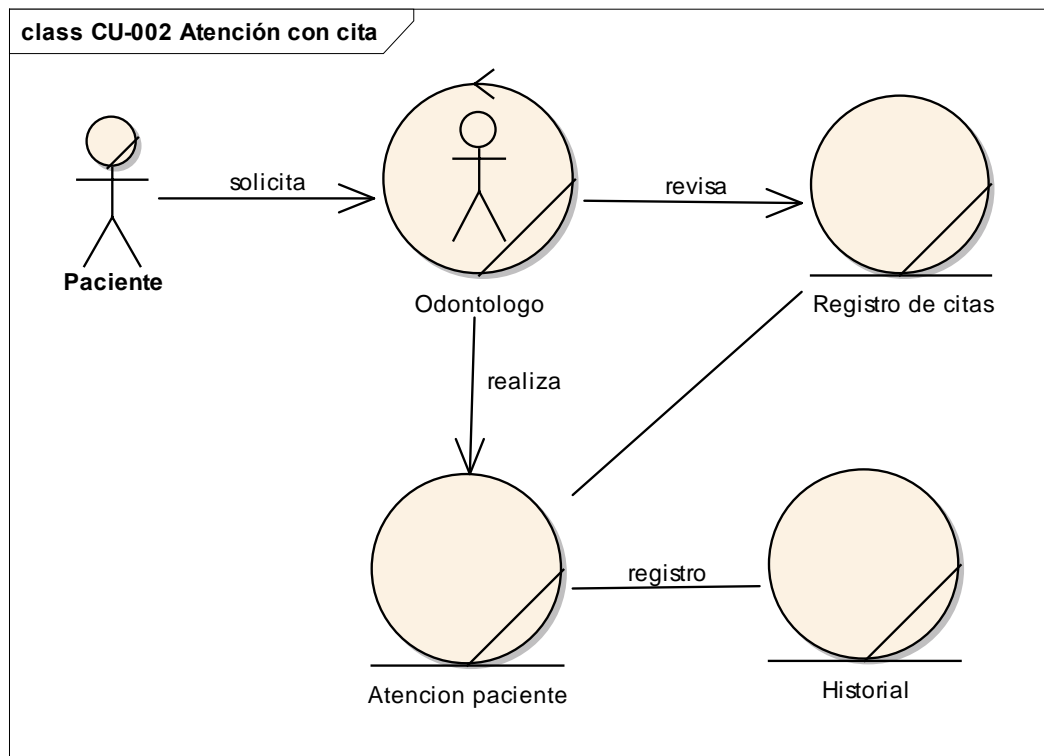 class CU-002 Atención con cita
solicita
revisa
Paciente
Odontologo
Registro de citas
realiza
registro
Atencion paciente
Historial